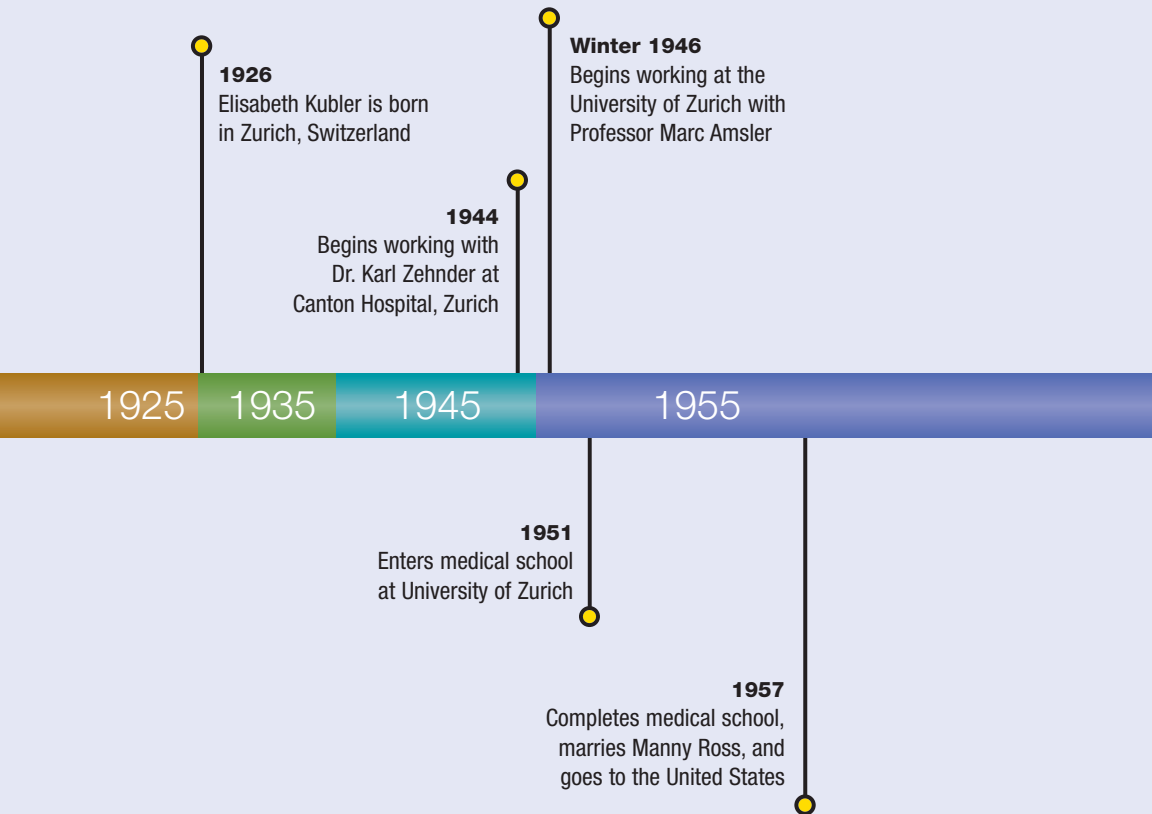 1926
Elisabeth Kubler is born
in Zurich, Switzerland
Winter 1946
Begins working at the
University of Zurich with
Professor Marc Amsler
1944
Begins working with
Dr. Karl Zehnder at
Canton Hospital, Zurich
1925
1935
1945
1955
1951
Enters medical school
at University of Zurich
1957
Completes medical school,
marries Manny Ross, and
goes to the United States